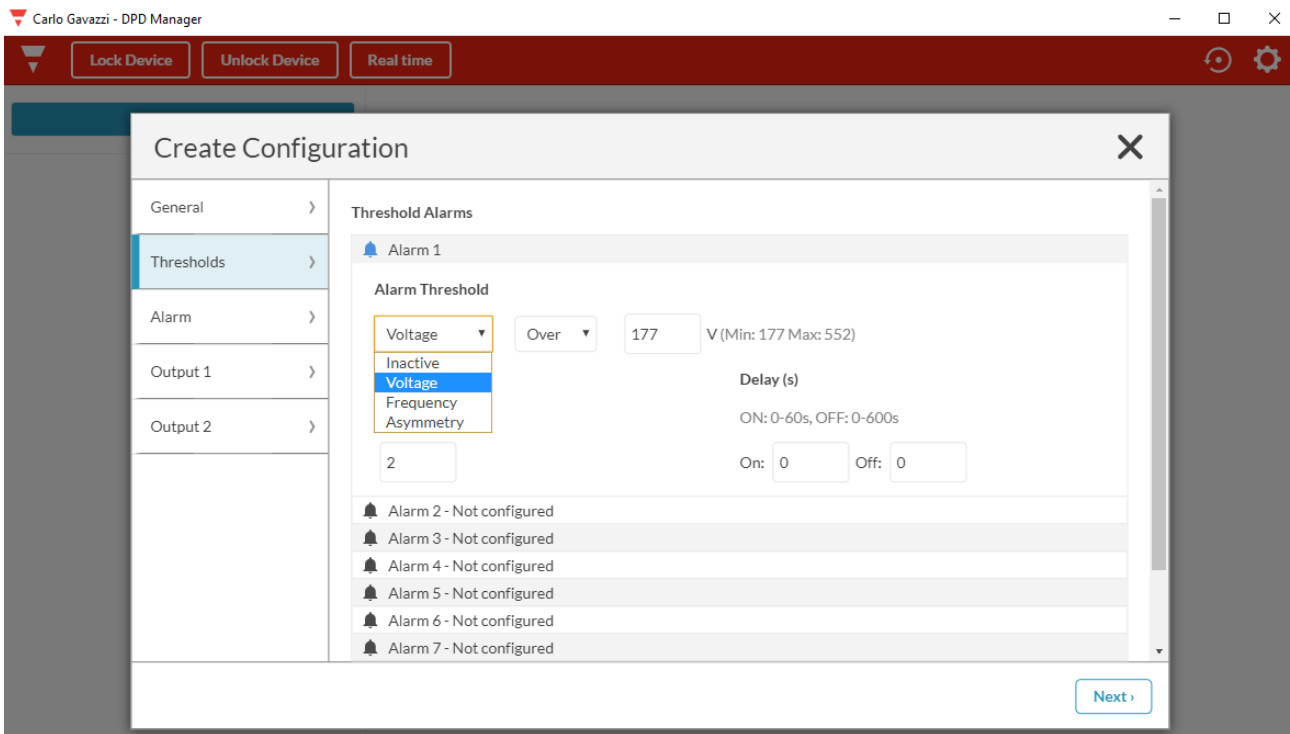 Carlo Gavazzi - DPD Manager
Lock Device Unlock Device Real time
Create Configuration
General
Thresholds
Alarm
Output 1
Output 2
Threshold Alarms
Alarm 1
Alarm Threshold
Voltage Over 177 V (Min: 177 Max: 552)
Inactive
Voltage
Frequency
Asymmetry
Delay (s)
ON: 0-60s, OFF: 0-600s
2 On: 0 Off: 0
Alarm 2 - Not configured
Alarm 3 - Not configured
Alarm 4 - Not configured
Alarm 5 - Not configured
Alarm 6 - Not configured
Alarm 7 - Not configured
Next ›